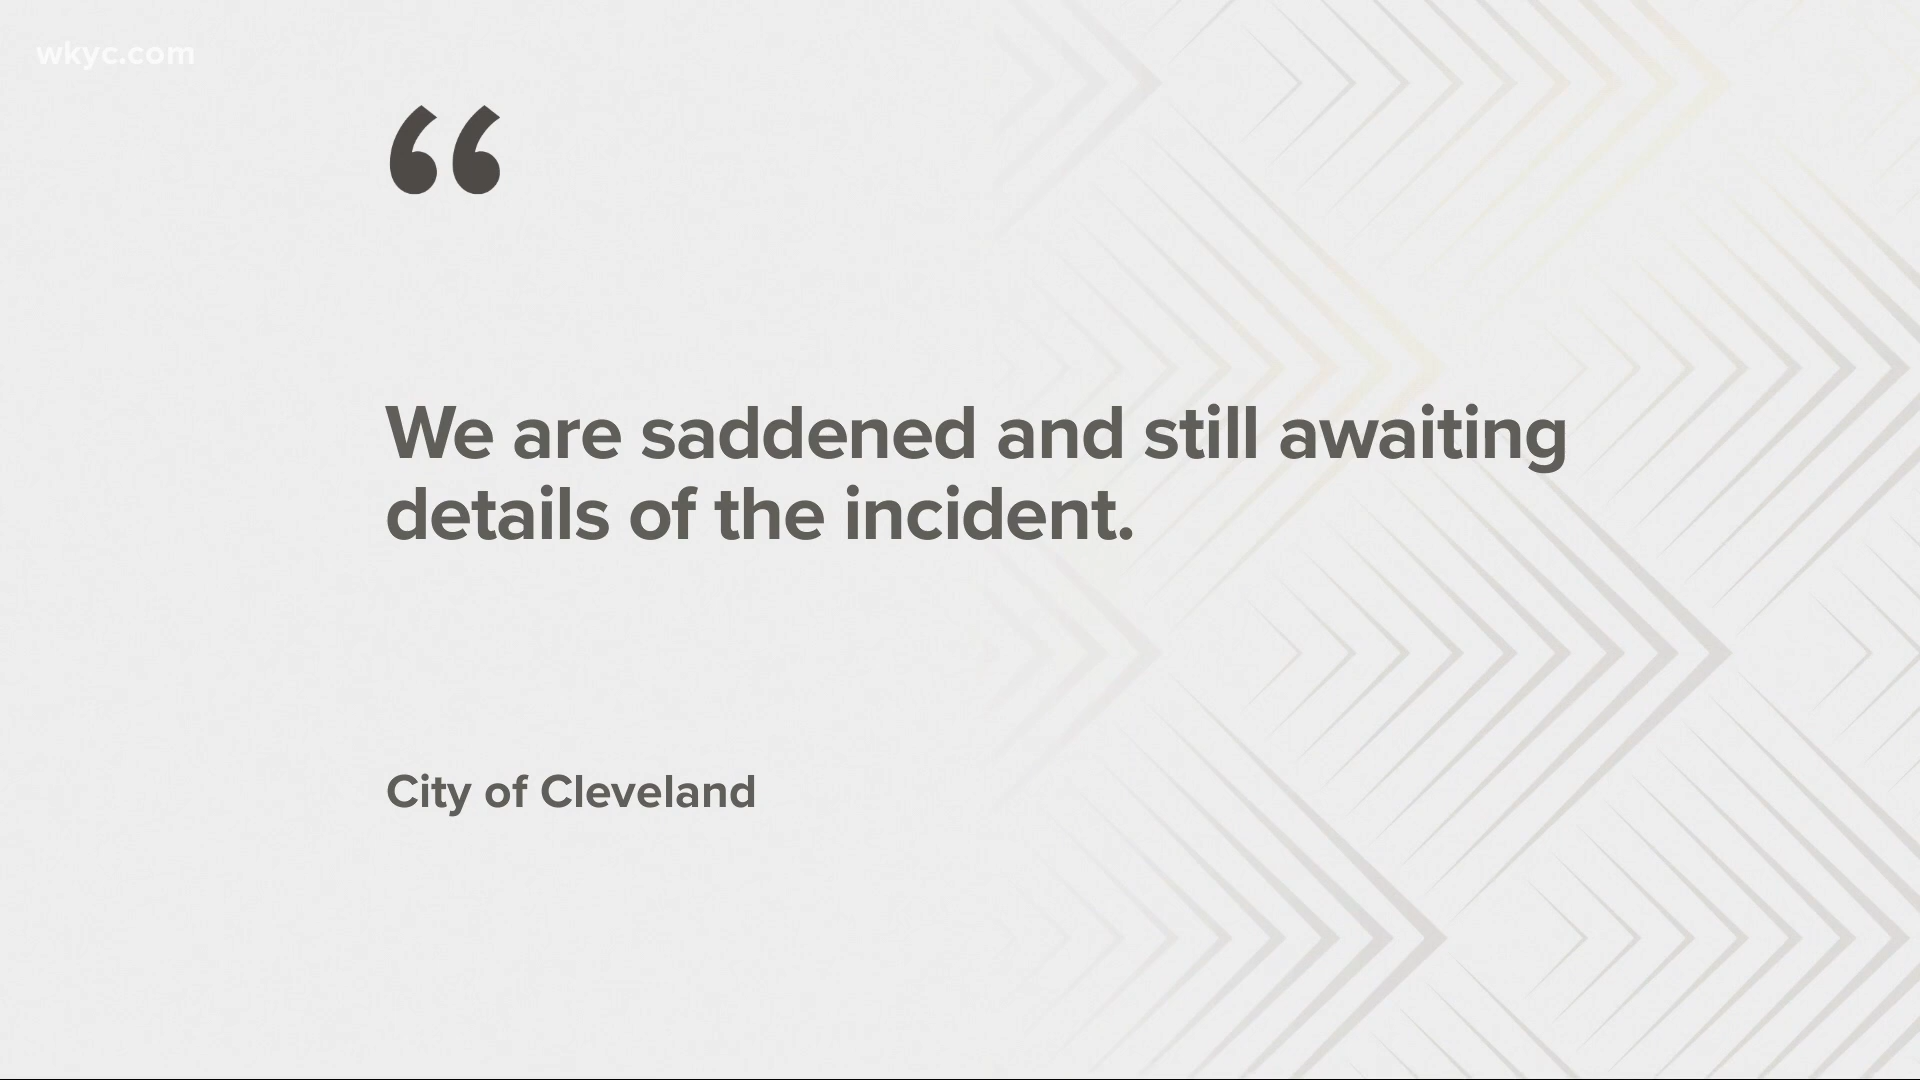 wkyc.com
“
We are saddened and still awaiting
details of the incident.
City of Cleveland